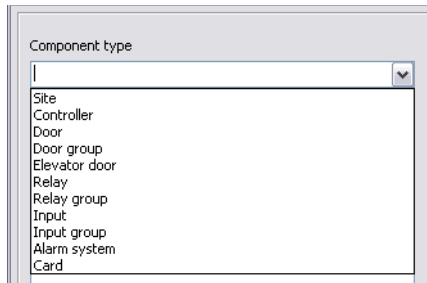 Component type
Site
Controller
Door
Door group
Elevator door
Relay
Relay group
Input
Input group
Alarm system
Card